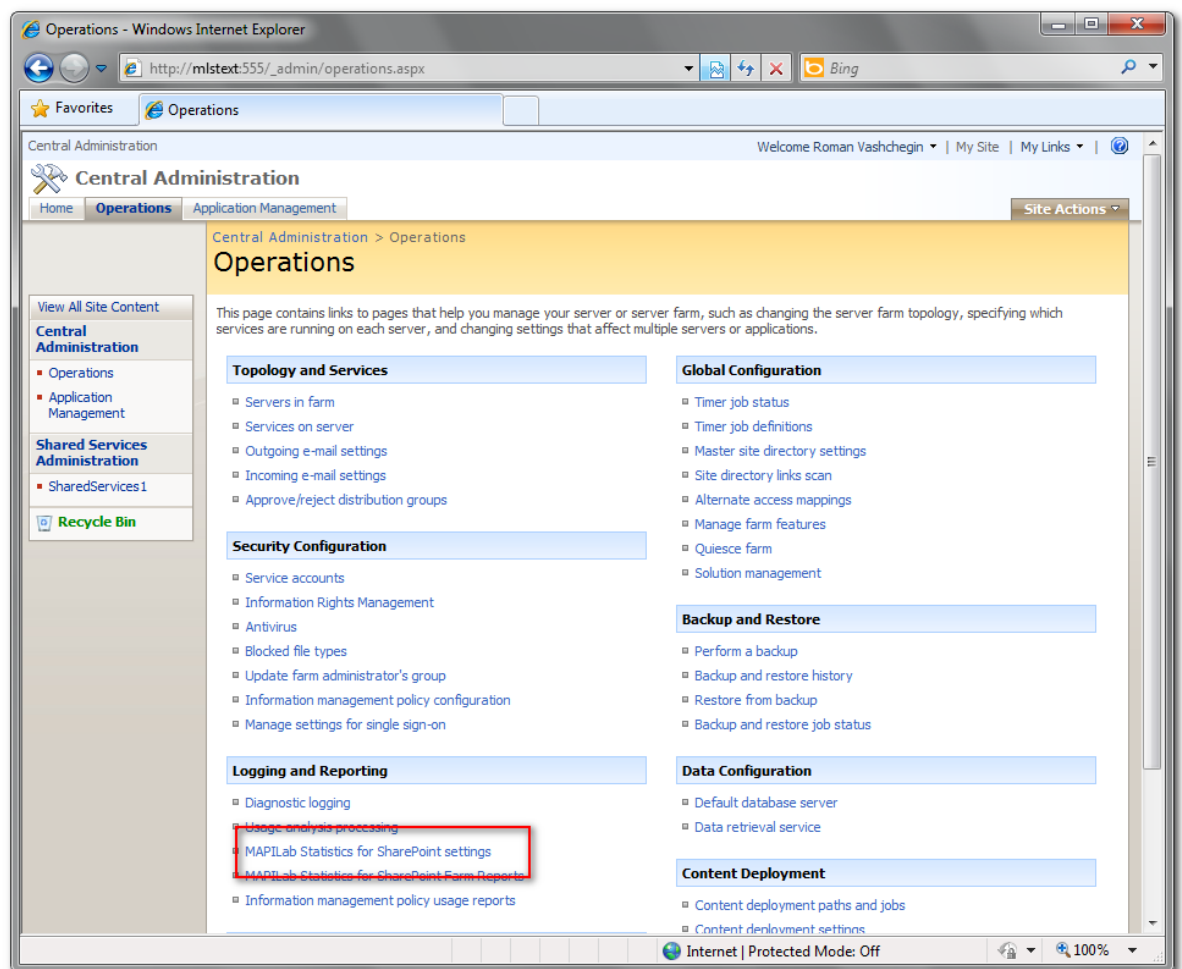 Operations - Windows Internet Explorer
http://mlstext:555/_admin/operations.aspx
Bing
Favorites
Operations
Central Administration
Welcome Roman Vashchegin | My Site | My Links |
Central Administration
Home Operations Application Management
Site Actions
Central Administration > Operations
Operations
View All Site Content
Central
Administration
Operations
Application
Management
Shared Services
Administration
SharedServices1
Recycle Bin
This page contains links to pages that help you manage your server or server farm, such as changing the server farm topology, specifying which
services are running on each server, and changing settings that affect multiple servers or applications.
Topology and Services
Servers in farm
Services on server
Outgoing e-mail settings
Incoming e-mail settings
Approve/reject distribution groups
Security Configuration
Service accounts
Information Rights Management
Antivirus
Blocked file types
Update farm administrator's group
Information management policy configuration
Manage settings for single sign-on
Logging and Reporting
Diagnostic logging
Usage analysis processing
MAPILab Statistics for SharePoint settings
MAPILab Statistics for SharePoint Farm Reports
Information management policy usage reports
Global Configuration
Timer job status
Timer job definitions
Master site directory settings
Site directory links scan
Alternate access mappings
Manage farm features
Quiesce farm
Solution management
Backup and Restore
Perform a backup
Backup and restore history
Restore from backup
Backup and restore job status
Data Configuration
Default database server
Data retrieval service
Content Deployment
Content deployment paths and jobs
Content deployment settings
Internet | Protected Mode: Off
100%